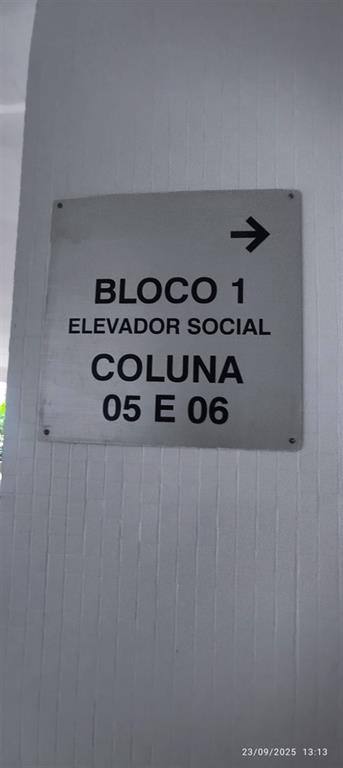 →
BLOCO 1
ELEVADOR SOCIAL
COLUNA
05 E 06
23/09/2025 13:13